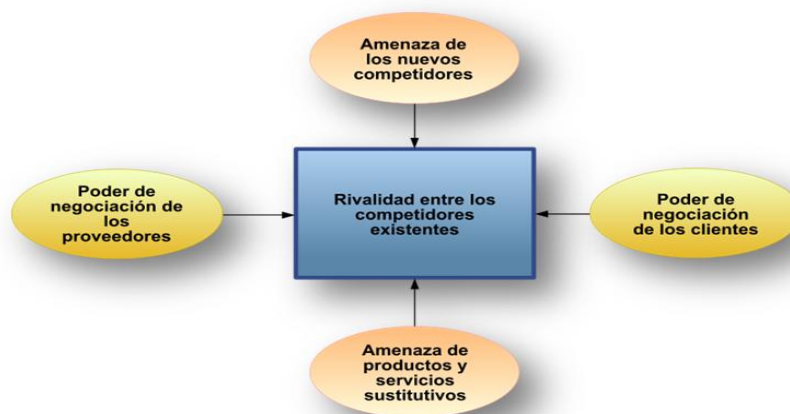 Amenaza de
los nuevos
competidores
Poder de
negociación de
los
proveedores
Rivalidad entre los
competidores
existentes
Poder de
negociación
de los clientes
Amenaza de
productos y
servicios
sustitutivos